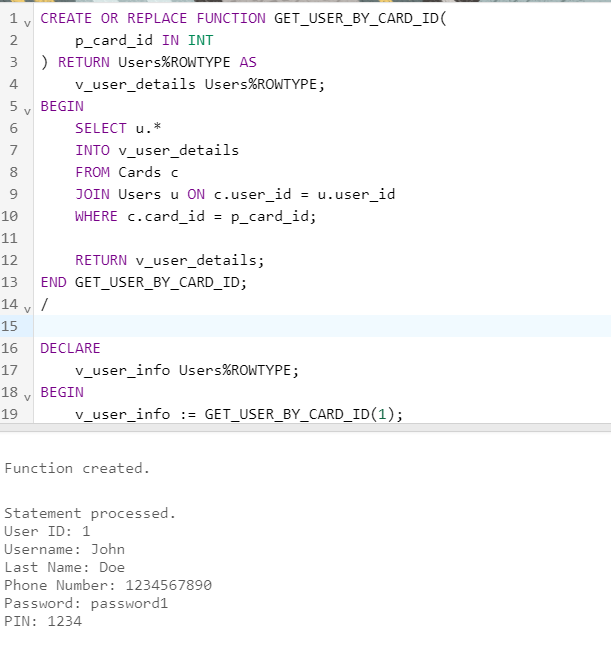 1 CREATE OR REPLACE FUNCTION GET_USER_BY_CARD_ID(
2 p_card_id IN INT
3 ) RETURN Users%ROWTYPE AS
4 v_user_details Users%ROWTYPE;
5 BEGIN
6 SELECT u.*
7 INTO v_user_details
8 FROM Cards c
9 JOIN Users u ON c.user_id = u.user_id
10 WHERE c.card_id = p_card_id;
11
12 RETURN v_user_details;
13 END GET_USER_BY_CARD_ID;
14 /
15
16 DECLARE
17 v_user_info Users%ROWTYPE;
18 BEGIN
19 v_user_info := GET_USER_BY_CARD_ID(1);
Function created.
Statement processed.
User ID: 1
Username: John
Last Name: Doe
Phone Number: 1234567890
Password: password1
PIN: 1234